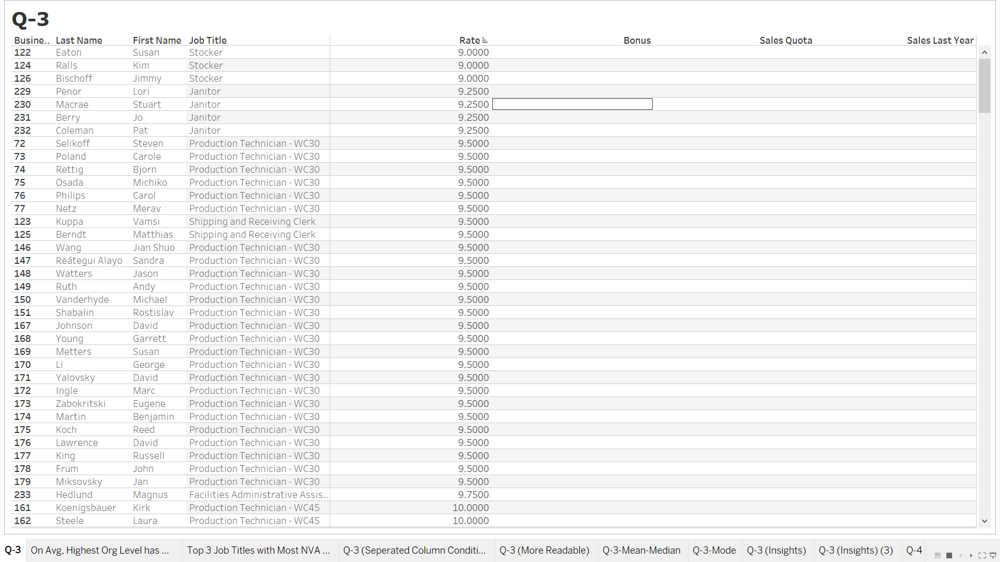 Q-3
Busine.. Last Name First Name Job Title Rate Bonus Sales Quota Sales Last Year
122 Eaton Susan Stocker 9.0000
124 Ralls Kim Stocker 9.0000
126 Bischoff Jimmy Stocker 9.0000
229 Penor Lori Janitor 9.2500
230 Macrae Stuart Janitor 9.2500
231 Berry Jo Janitor 9.2500
232 Coleman Pat Janitor 9.2500
72 Selikoff Steven Production Technician - WC30 9.5000
73 Poland Carole Production Technician - WC30 9.5000
74 Rettig Bjorn Production Technician - WC30 9.5000
75 Osada Michiko Production Technician - WC30 9.5000
76 Philips Carol Production Technician - WC30 9.5000
77 Netz Merav Production Technician - WC30 9.5000
123 Kuppa Vamsi Shipping and Receiving Clerk 9.5000
125 Berndt Matthias Shipping and Receiving Clerk 9.5000
146 Wang Jian Shuo Production Technician - WC30 9.5000
147 Reátegui Alayo Sandra Production Technician - WC30 9.5000
148 Watters Jason Production Technician - WC30 9.5000
149 Ruth Andy Production Technician - WC30 9.5000
150 Vanderhyde Michael Production Technician - WC30 9.5000
151 Shabalin Rostislav Production Technician - WC30 9.5000
167 Johnson David Production Technician - WC30 9.5000
168 Young Garrett Production Technician - WC30 9.5000
169 Metters Susan Production Technician - WC30 9.5000
170 Li George Production Technician - WC30 9.5000
171 Yalovsky David Production Technician - WC30 9.5000
172 Ingle Marc Production Technician - WC30 9.5000
173 Zabokritski Eugene Production Technician - WC30 9.5000
174 Martin Benjamin Production Technician - WC30 9.5000
175 Koch Reed Production Technician - WC30 9.5000
176 Lawrence David Production Technician - WC30 9.5000
177 King Russell Production Technician - WC30 9.5000
178 Frum John Production Technician - WC30 9.5000
179 Miksovsky Jan Production Technician - WC30 9.5000
233 Hedlund Magnus Facilities Administrative Assis.. 9.7500
161 Koenigsbauer Kirk Production Technician - WC45 10.0000
162 Steele Laura Production Technician - WC45 10.0000
Q-3 On Avg, Highest Org Level has ... Top 3 Job Titles with Most NVA ... Q-3 (Seperated Column Conditi... Q-3 (More Readable) Q-3-Mean-Median Q-3-Mode Q-3 (Insights) Q-3 (Insights) (3) Q-4